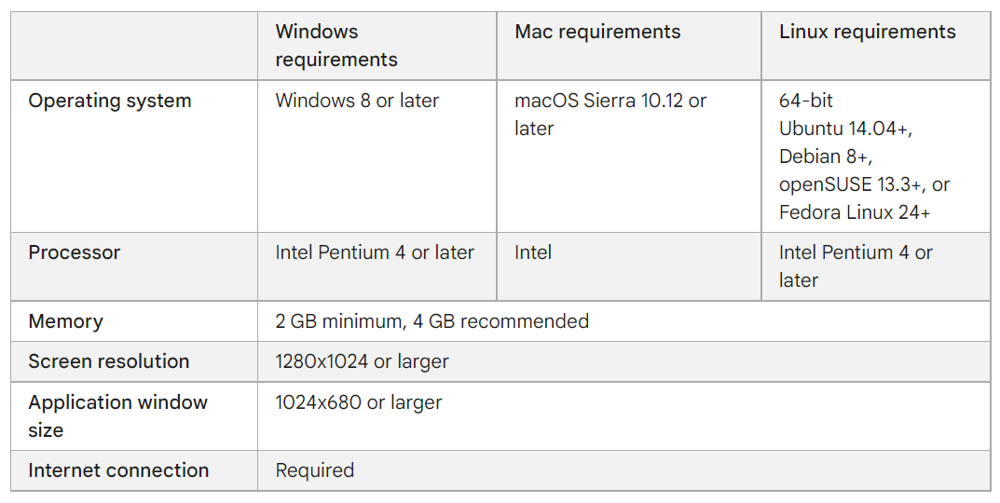 Windows requirements
Mac requirements
Linux requirements
Operating system
Windows 8 or later
macOS Sierra 10.12 or
later
64-bit
Ubuntu 14.04+,
Debian 8+,
openSUSE 13.3+, or
Fedora Linux 24+
Processor
Intel Pentium 4 or later
Intel
Intel Pentium 4 or
later
Memory
2 GB minimum, 4 GB recommended
Screen resolution
1280x1024 or larger
Application window
size
1024x680 or larger
Internet connection
Required